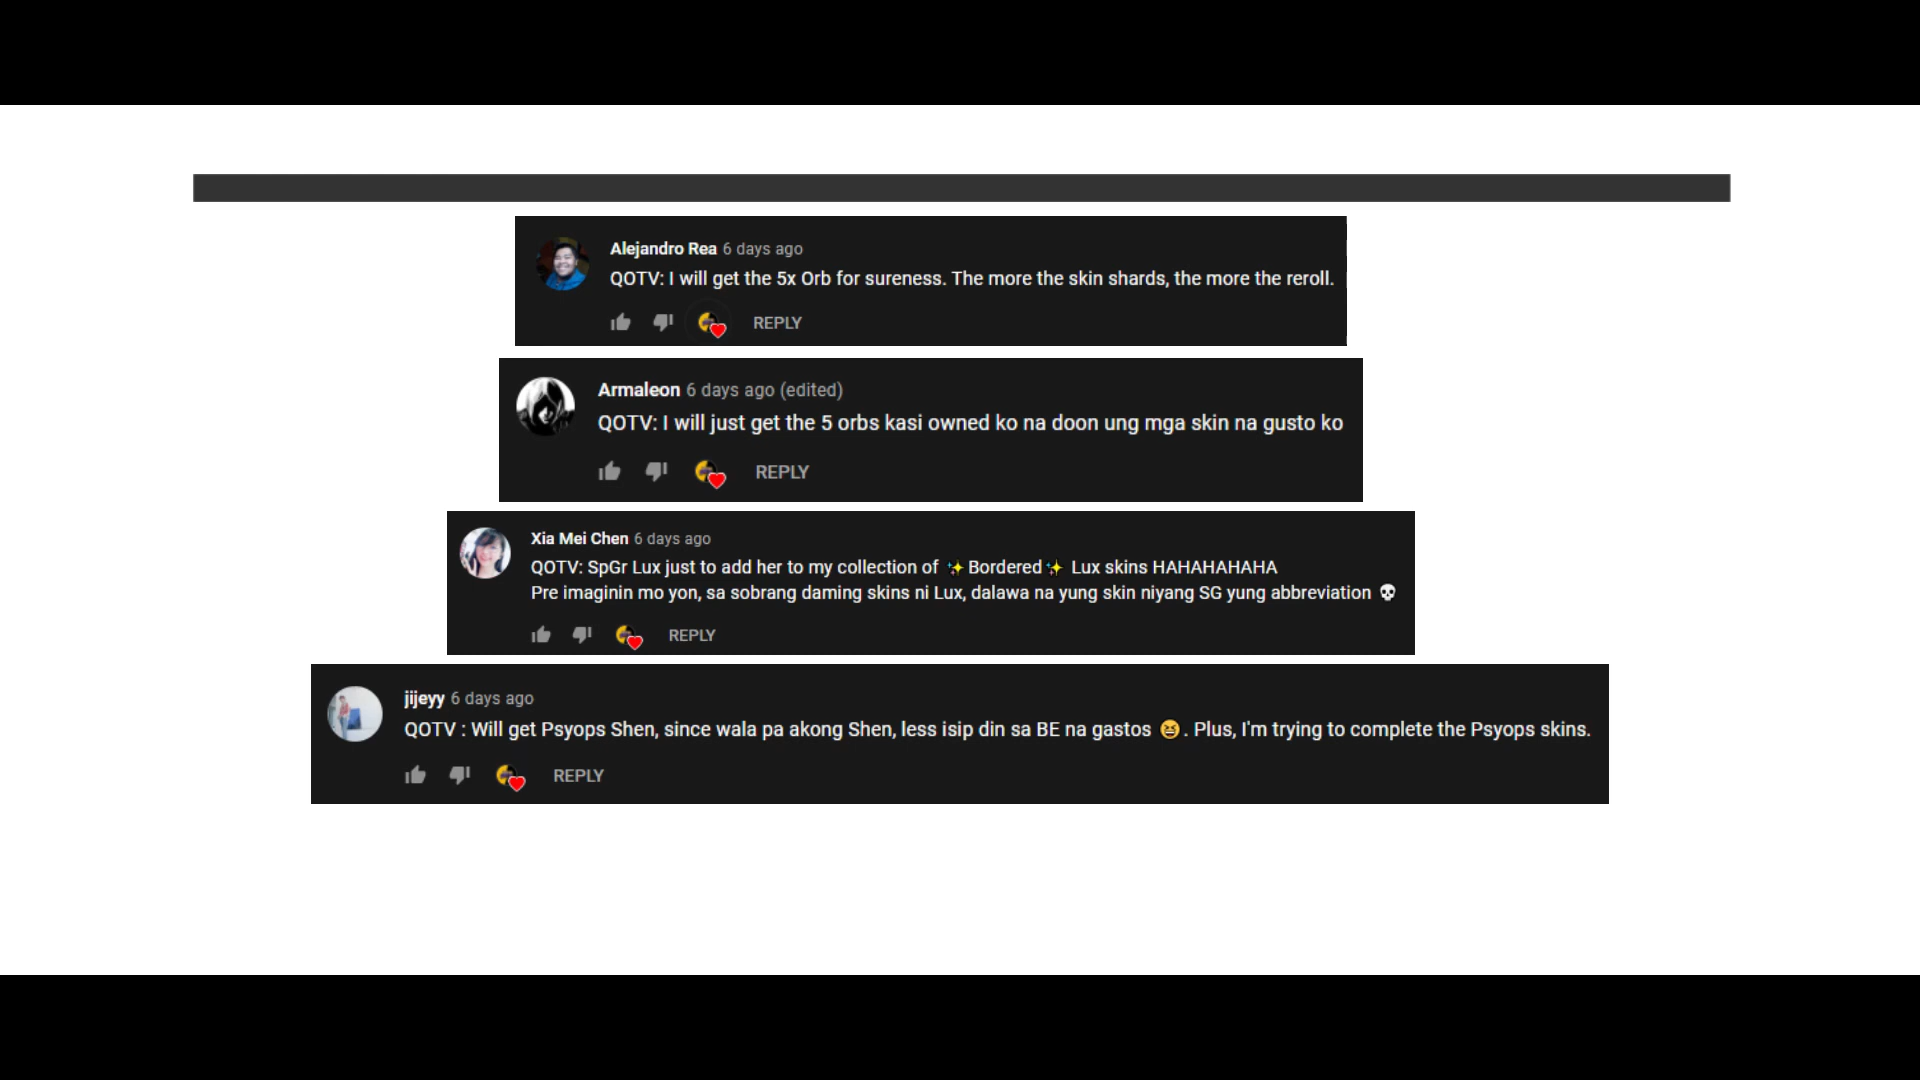 Alejandro Rea 6 days ago
QOTV: I will get the 5x Orb for sureness. The more the skin shards, the more the reroll.
REPLY
Armaleon 6 days ago (edited)
QOTV: I will just get the 5 orbs kasi owned ko na doon ung mga skin na gusto ko
REPLY
Xia Mei Chen 6 days ago
QOTV: SpGr Lux just to add her to my collection of ✨Bordered✨ Lux skins HAHAHAHAHA
Pre imaginin mo yon, sa sobrang daming skins ni Lux, dalawa na yung skin niyang SG yung abbreviation 💀
REPLY
jijeyy 6 days ago
QOTV : Will get Psyops Shen, since wala pa akong Shen, less isip din sa BE na gastos 😆. Plus, I'm trying to complete the Psyops skins.
REPLY